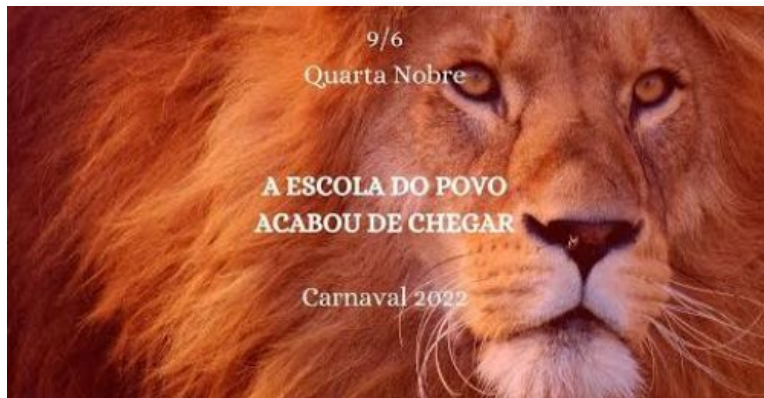 9/6
Quarta Nobre
A ESCOLA DO POVO
ACABOU DE CHEGAR
Carnaval 2022